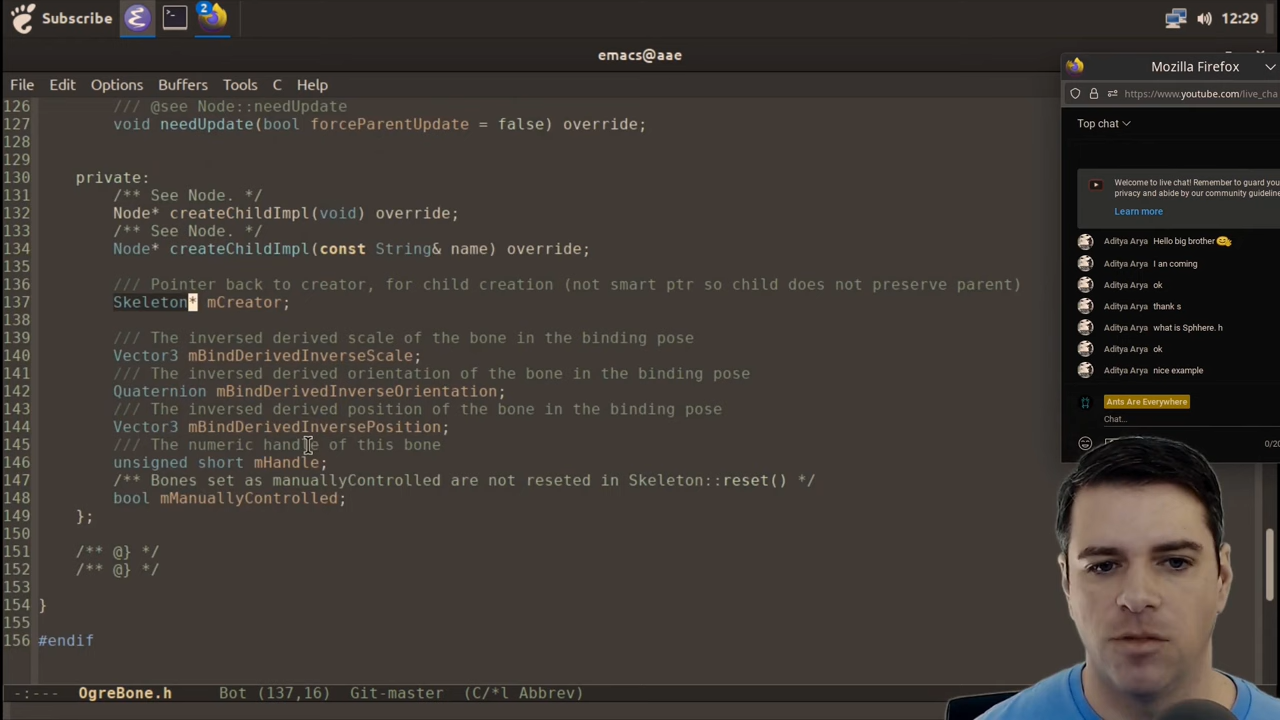 Subscribe
2
12:29
emacs@aae
File Edit Options Buffers Tools C Help
126 /// @see Node::needUpdate
127 void needUpdate(bool forceParentUpdate = false) override;
128
129
130 private:
131 /** See Node. */
132 Node* createChildImpl(void) override;
133 /** See Node. */
134 Node* createChildImpl(const String& name) override;
135
136 /// Pointer back to creator, for child creation (not smart ptr so child does not preserve parent)
137 Skeleton* mCreator;
138
139 /// The inversed derived scale of the bone in the binding pose
140 Vector3 mBindDerivedInverseScale;
141 /// The inversed derived orientation of the bone in the binding pose
142 Quaternion mBindDerivedInverseOrientation;
143 /// The inversed derived position of the bone in the binding pose
144 Vector3 mBindDerivedInversePosition;
145 /// The numeric handle of this bone
146 unsigned short mHandle;
147 /** Bones set as manuallyControlled are not reseted in Skeleton::reset() */
148 bool mManuallyControlled;
149 };
150
151 /** @} */
152 /** @} */
153
154 }
155
156 #endif
-:--- OgreBone.h Bot (137,16) Git-master (C/*l Abbrev)
Mozilla Firefox
https://www.youtube.com/live_cha
Top chat
Welcome to live chat! Remember to guard you
privacy and abide by our community guideline
Learn more
Aditya Arya Hello big brother
Aditya Arya I an coming
Aditya Arya ok
Aditya Arya thank s
Aditya Arya what is Sphhere. h
Aditya Arya ok
Aditya Arya nice example
Ants Are Everywhere
Chat...
0/20